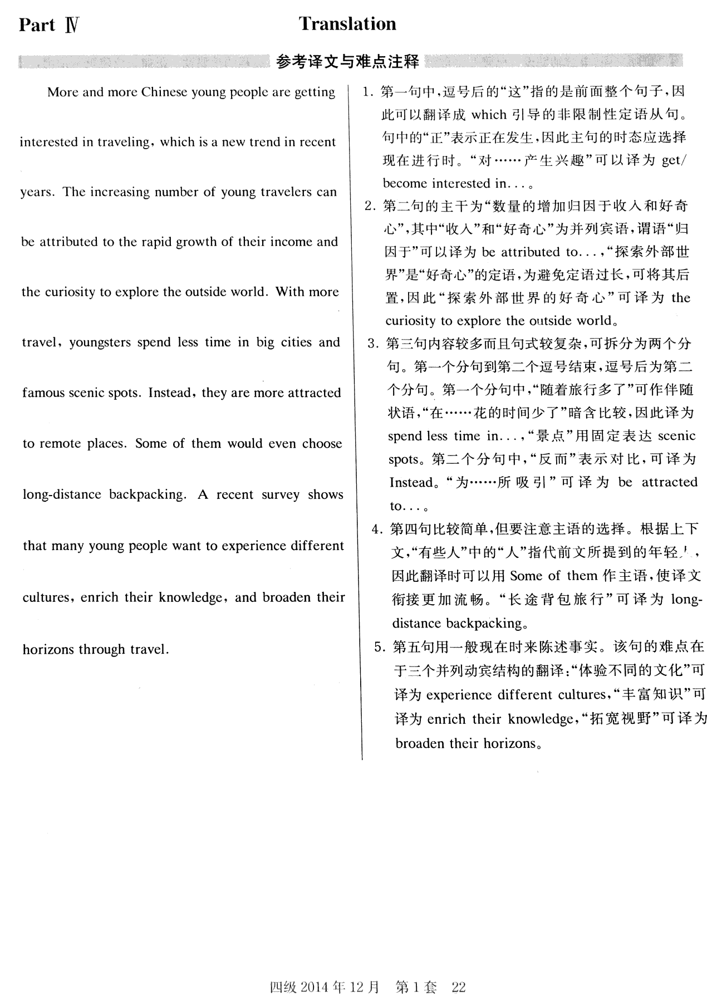 Part Ⅳ
Translation
参考译文与难点注释
More and more Chinese young people are getting
interested in traveling, which is a new trend in recent
years. The increasing number of young travelers can
be attributed to the rapid growth of their income and
the curiosity to explore the outside world. With more
travel, youngsters spend less time in big cities and
famous scenic spots. Instead, they are more attracted
to remote places. Some of them would even choose
long-distance backpacking. A recent survey shows
that many young people want to experience different
cultures, enrich their knowledge, and broaden their
horizons through travel.
1. 第一句中,逗号后的“这”指的是前面整个句子,因
此可以翻译成 which 引导的非限制性定语从句。
句中的“正”表示正在发生,因此主句的时态应选择
现在进行时。“对……产生兴趣”可以译为 get/
become interested in...。
2. 第二句的主干为“数量的增加归因于收入和好奇
心”,其中“收入”和“好奇心”为并列宾语,谓语“归
因于”可以译为 be attributed to...,“探索外部世
界”是“好奇心”的定语,为避免定语过长,可将其后
置,因此“探索外部世界的好奇心”可译为 the
curiosity to explore the outside world。
3. 第三句内容较多而且句式较复杂,可拆分为两个分
句。第一个分句到第二个逗号结束,逗号后为第二
个分句。第一个分句中,“随着旅行多了”可作伴随
状语,“在……花的时间少了”暗含比较,因此译为
spend less time in...,“景点”用固定表达 scenic
spots。第二个分句中,“反而”表示对比,可译为
Instead。“为……所吸引”可译为 be attracted
to...。
4. 第四句比较简单,但要注意主语的选择。根据上下
文,“有些人”中的“人”指代前文所提到的年轻人,
因此翻译时可以用 Some of them 作主语,使译文
衔接更加流畅。“长途背包旅行”可译为 long-
distance backpacking。
5. 第五句用一般现在时来陈述事实。该句的难点在
于三个并列动宾结构的翻译:“体验不同的文化”可
译为 experience different cultures,“丰富知识”可
译为 enrich their knowledge,“拓宽视野”可译为
broaden their horizons。
四级 2014 年 12 月 第 1 套 22